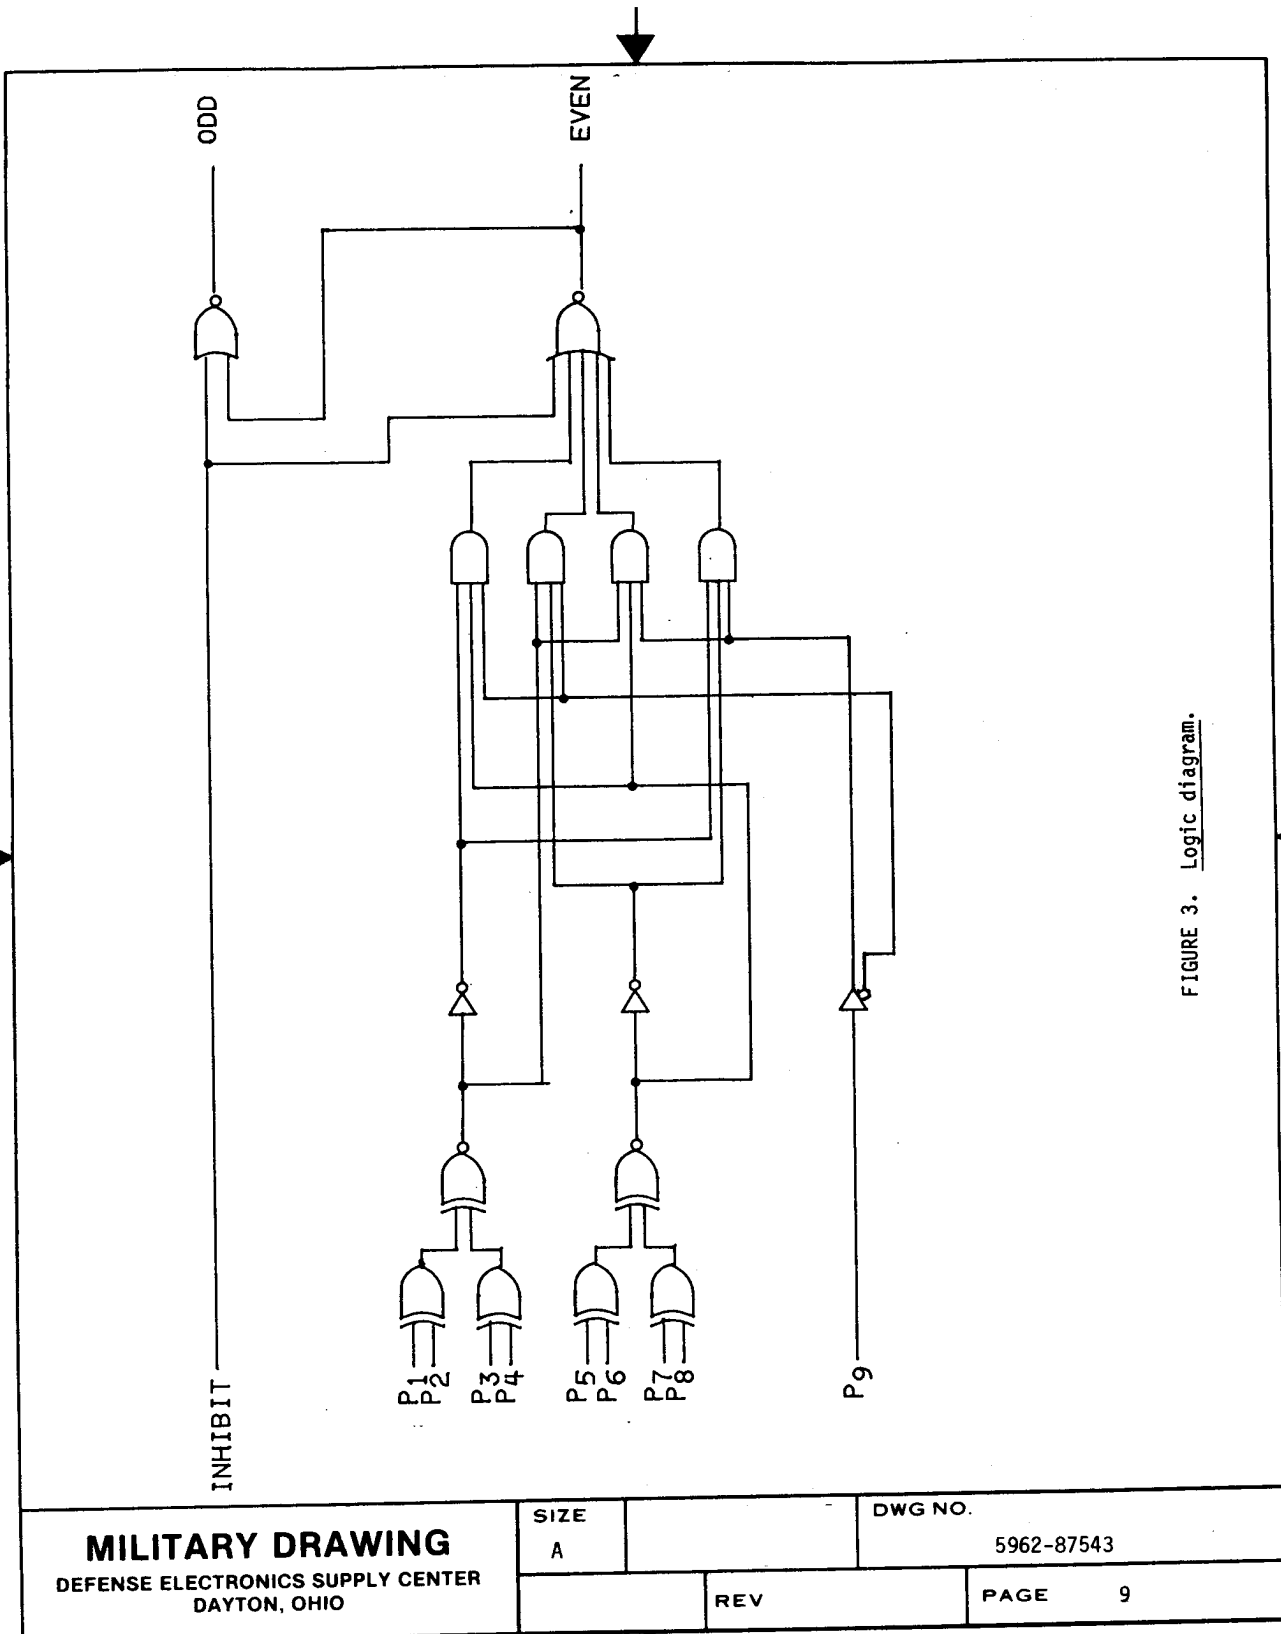 ODD
EVEN
INHIBIT
P1
P2
P3
P4
P5
P6
P7
P8
P9
FIGURE 3. Logic diagram.
MILITARY DRAWING
DEFENSE ELECTRONICS SUPPLY CENTER
DAYTON, OHIO
SIZE
A
DWG NO.
5962-87543
REV
PAGE 9